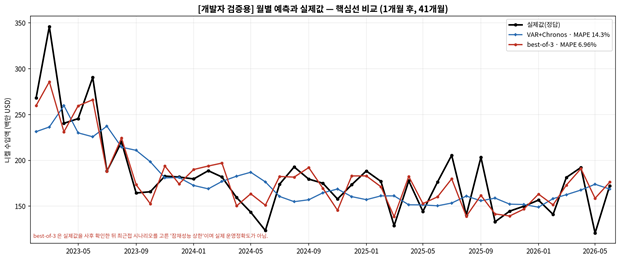 [개발자 검증용] 월별 예측과 실제값 — 핵심선 비교 (1개월 후, 41개월)
실제값(정답)
VAR+Chronos · MAPE 14.3%
best-of-3 · MAPE 6.96%
니켈 수입액 (백만 USD)
350
300
250
200
150
best-of-3 은 실제값을 사후 확인한 뒤 최근접 시나리오를 고른 '잠재성능 상한'이며 실제 운영정확도가 아님.
2023-05
2023-09
2024-01
2024-05
2024-09
2025-01
2025-05
2025-09
2026-01
2026-05